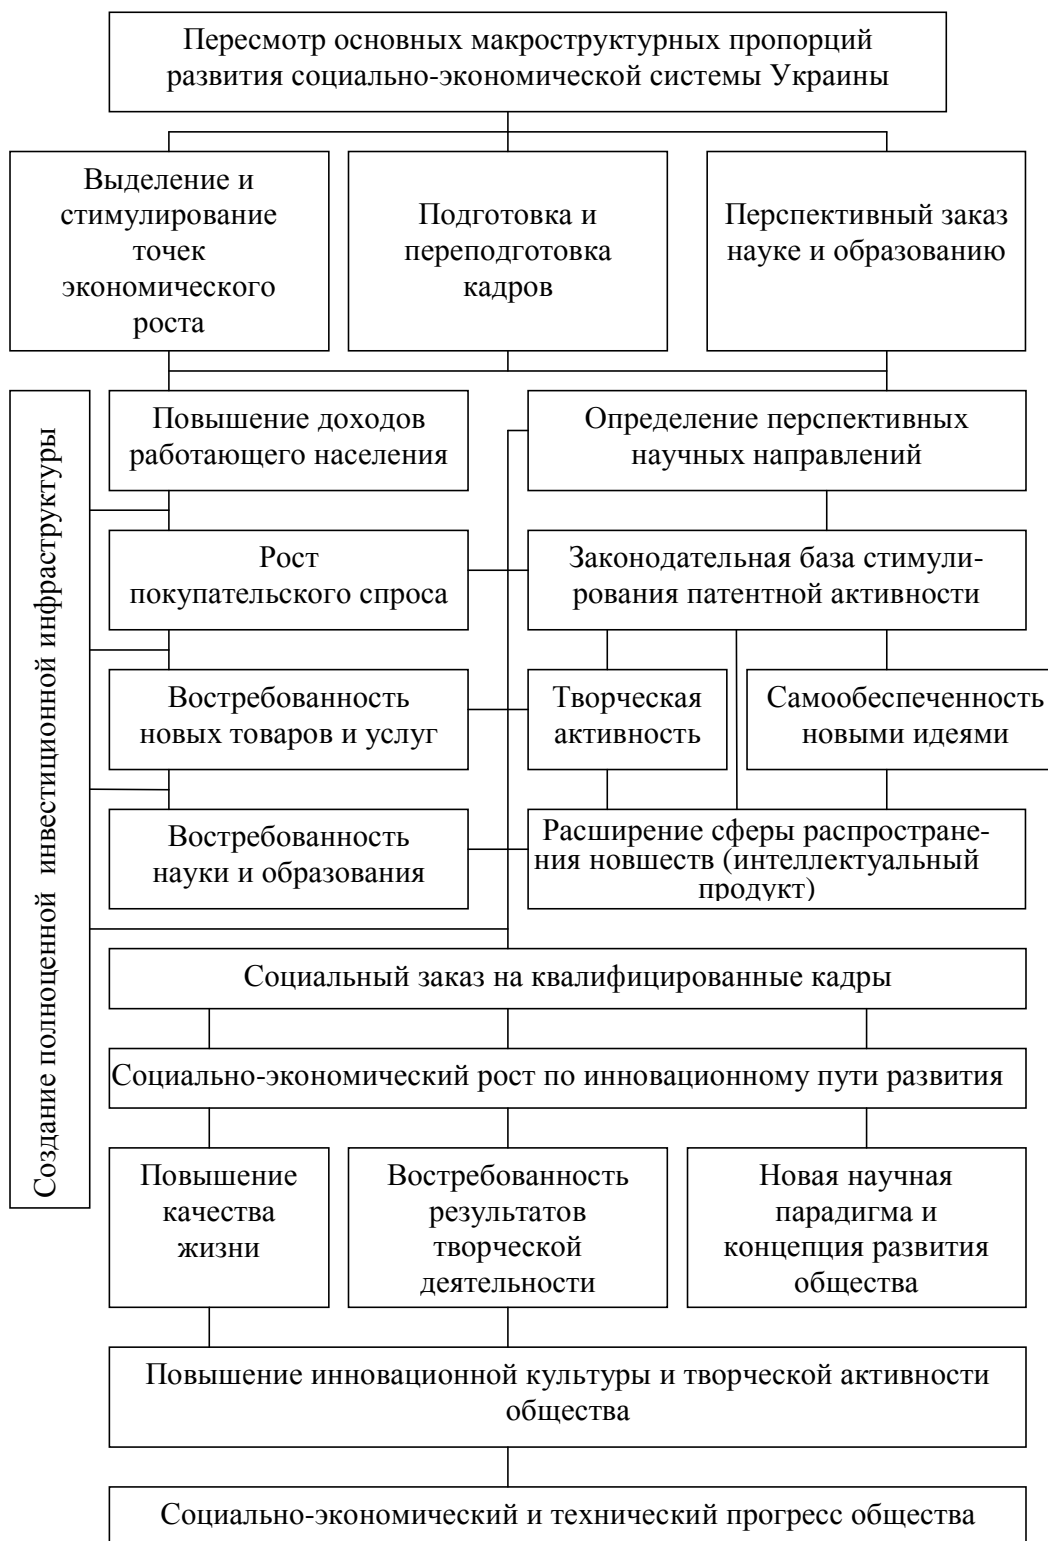 Пересмотр основных макроструктурных пропорций
развития социально-экономической системы Украины
Выделение и
стимулирование
точек
экономического
роста
Подготовка и
переподготовка
кадров
Перспективный заказ
науке и образованию
Создание полноценной инвестиционной инфраструктуры
Повышение доходов
работающего населения
Определение перспективных
научных направлений
Рост
покупательского спроса
Законодательная база стимули-
рования патентной активности
Востребованность
новых товаров и услуг
Творческая
активность
Самообеспеченность
новыми идеями
Востребованность
науки и образования
Расширение сферы распростране-
ния новшеств (интеллектуальный
продукт)
Социальный заказ на квалифицированные кадры
Социально-экономический рост по инновационному пути развития
Повышение
качества
жизни
Востребованность
результатов
творческой
деятельности
Новая научная
парадигма и
концепция развития
общества
Повышение инновационной культуры и творческой активности
общества
Социально-экономический и технический прогресс общества